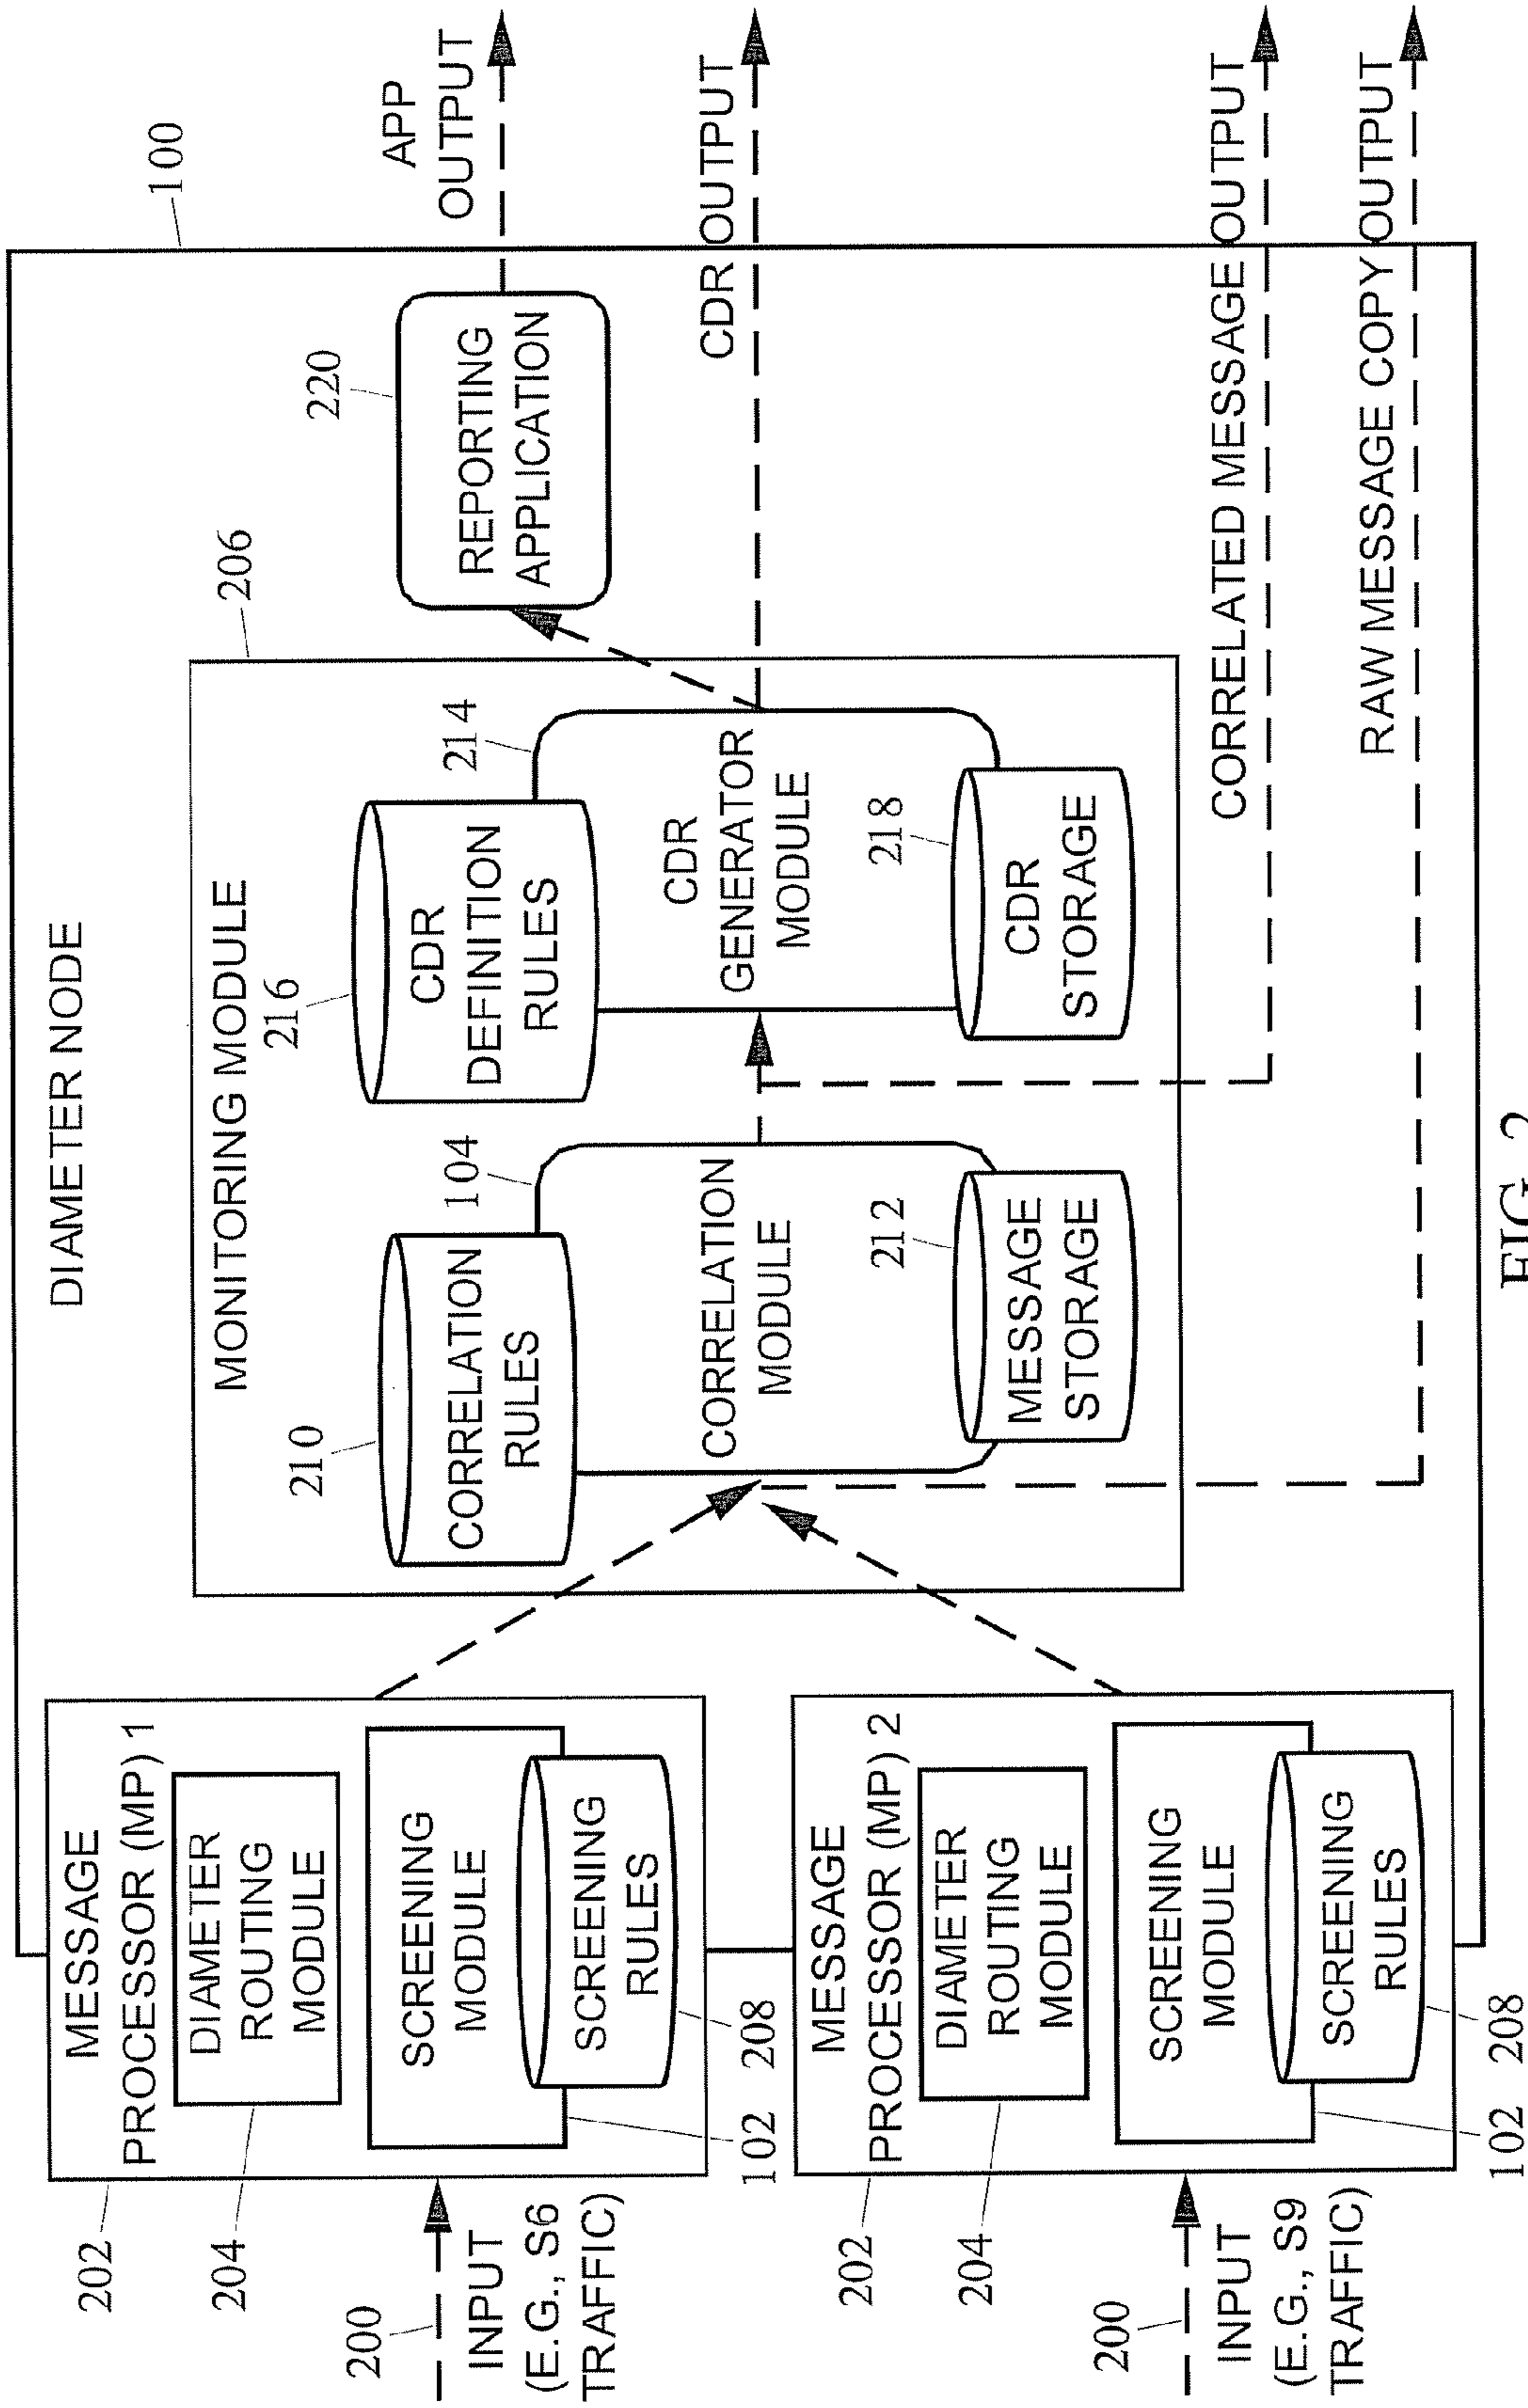 DIAMETER NODE
100
MESSAGE
PROCESSOR (MP) 1
202
DIAMETER
ROUTING
MODULE
204
SCREENING
MODULE
SCREENING
RULES
208
102
200
INPUT
(E.G., S6
TRAFFIC)
MESSAGE
PROCESSOR (MP) 2
202
DIAMETER
ROUTING
MODULE
204
SCREENING
MODULE
SCREENING
RULES
208
102
200
INPUT
(E.G., S9
TRAFFIC)
MONITORING MODULE
206
210
CORRELATION
RULES
104
CORRELATION
MODULE
212
MESSAGE
STORAGE
216
CDR
DEFINITION
RULES
214
CDR
GENERATOR
MODULE
218
CDR
STORAGE
220
REPORTING
APPLICATION
APP
OUTPUT
CDR OUTPUT
CORRELATED MESSAGE OUTPUT
RAW MESSAGE COPY OUTPUT
FIG. 2